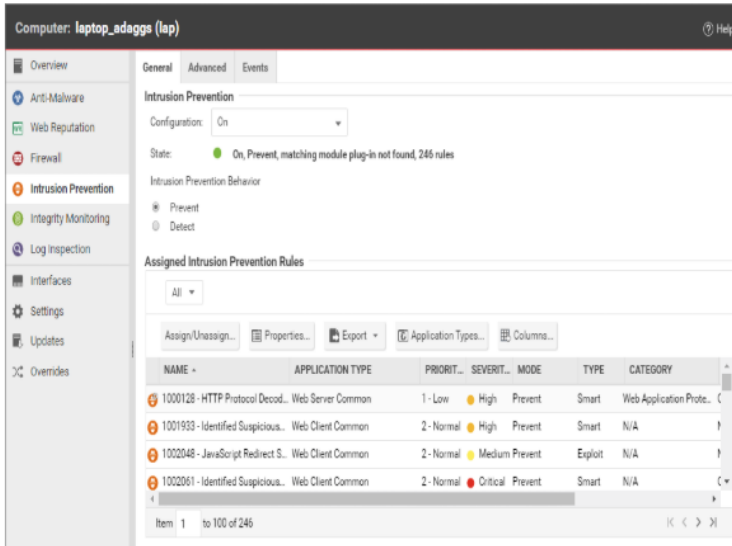 Computer: laptop_adaggs (lap)
Help
Overview
Anti-Malware
Web Reputation
Firewall
Intrusion Prevention
Integrity Monitoring
Log Inspection
Interfaces
Settings
Updates
Overrides
General Advanced Events
Intrusion Prevention
Configuration: On
State: On, Prevent, matching module plug-in not found, 246 rules
Intrusion Prevention Behavior
Prevent
Detect
Assigned Intrusion Prevention Rules
All
Assign/Unassign... Properties... Export Application Types... Columns...
NAME APPLICATION TYPE PRIORIT... SEVERIT... MODE TYPE CATEGORY
1000128 - HTTP Protocol Decod... Web Server Common 1 - Low High Prevent Smart Web Application Prote...
1001933 - Identified Suspicious... Web Client Common 2 - Normal High Prevent Smart N/A
1002048 - JavaScript Redirect S... Web Client Common 2 - Normal Medium Prevent Exploit N/A
1002061 - Identified Suspicious... Web Client Common 2 - Normal Critical Prevent Smart N/A
Item 1 to 100 of 246